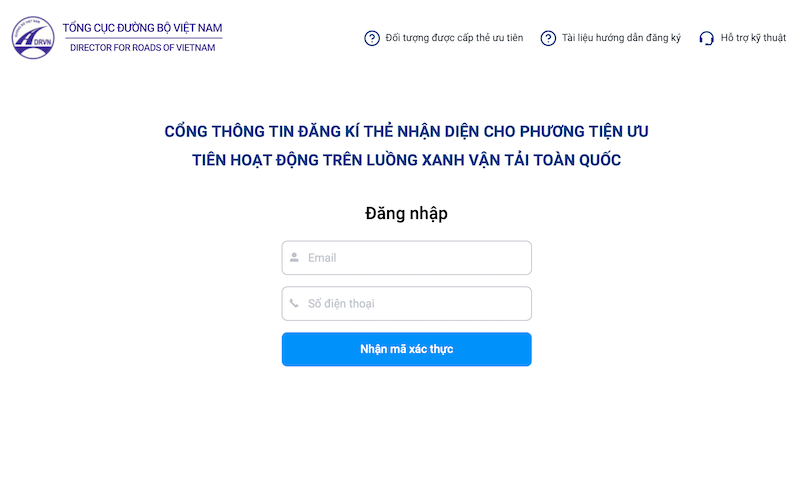 TỔNG CỤC ĐƯỜNG BỘ VIỆT NAM
DIRECTOR FOR ROADS OF VIETNAM
DRVN
Đối tượng được cấp thẻ ưu tiên
Tài liệu hướng dẫn đăng ký
Hỗ trợ kỹ thuật
CỔNG THÔNG TIN ĐĂNG KÍ THẺ NHẬN DIỆN CHO PHƯƠNG TIỆN ƯU
TIÊN HOẠT ĐỘNG TRÊN LUỒNG XANH VẬN TẢI TOÀN QUỐC
Đăng nhập
Email
Số điện thoại
Nhận mã xác thực